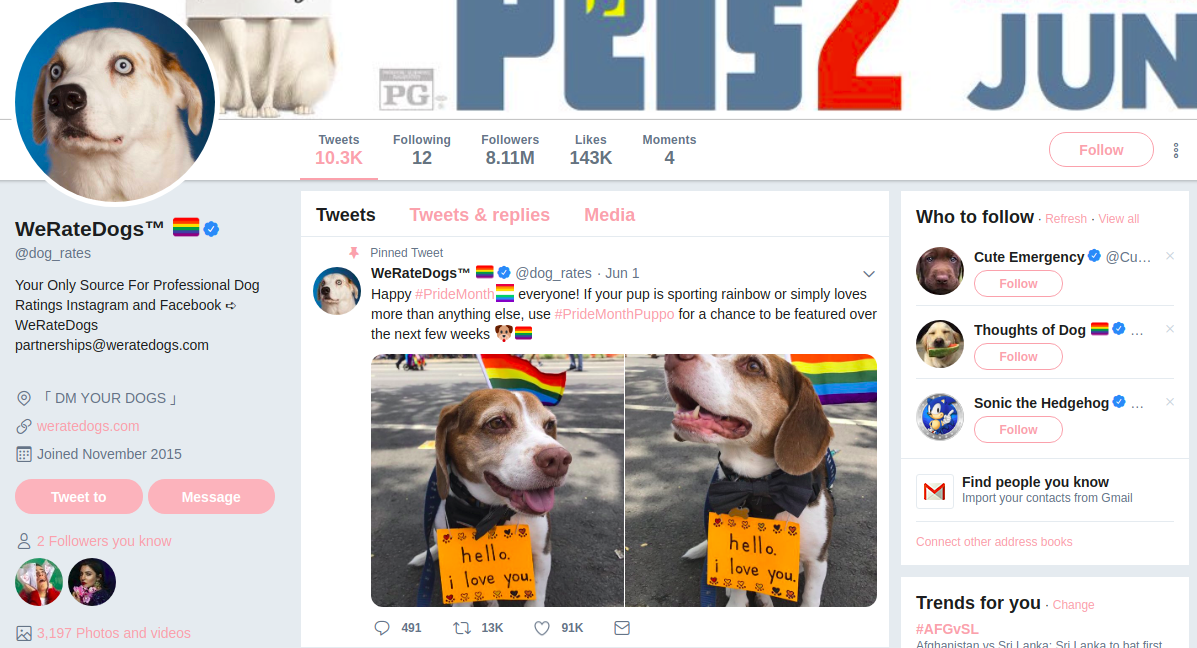 Pets 2
PG
JUN
Tweets
10.3K
Following
12
Followers
8.11M
Likes
143K
Moments
4
Follow
WeRateDogs™
@dog_rates
Your Only Source For Professional Dog
Ratings Instagram and Facebook ➪
WeRateDogs
partnerships@weratedogs.com
「 DM YOUR DOGS 」
weratedogs.com
Joined November 2015
Tweet to
Message
2 Followers you know
3,197 Photos and videos
Tweets
Tweets & replies
Media
Pinned Tweet
WeRateDogs™ 🏳️‍🌈 @dog_rates · Jun 1
Happy #PrideMonth🏳️‍🌈 everyone! If your pup is sporting rainbow or simply loves
more than anything else, use #PrideMonthPuppo for a chance to be featured over
the next few weeks 🐶🏳️‍🌈
hello.
i love you.
hello.
i love you.
491
13K
91K
Who to follow · Refresh · View all
Cute Emergency @Cu…
Follow
Thoughts of Dog 🏳️‍🌈 …
Follow
Sonic the Hedgehog …
Follow
Find people you know
Import your contacts from Gmail
Connect other address books
Trends for you · Change
#AFGvSL
Afghanistan vs Sri Lanka: Sri Lanka to bat first